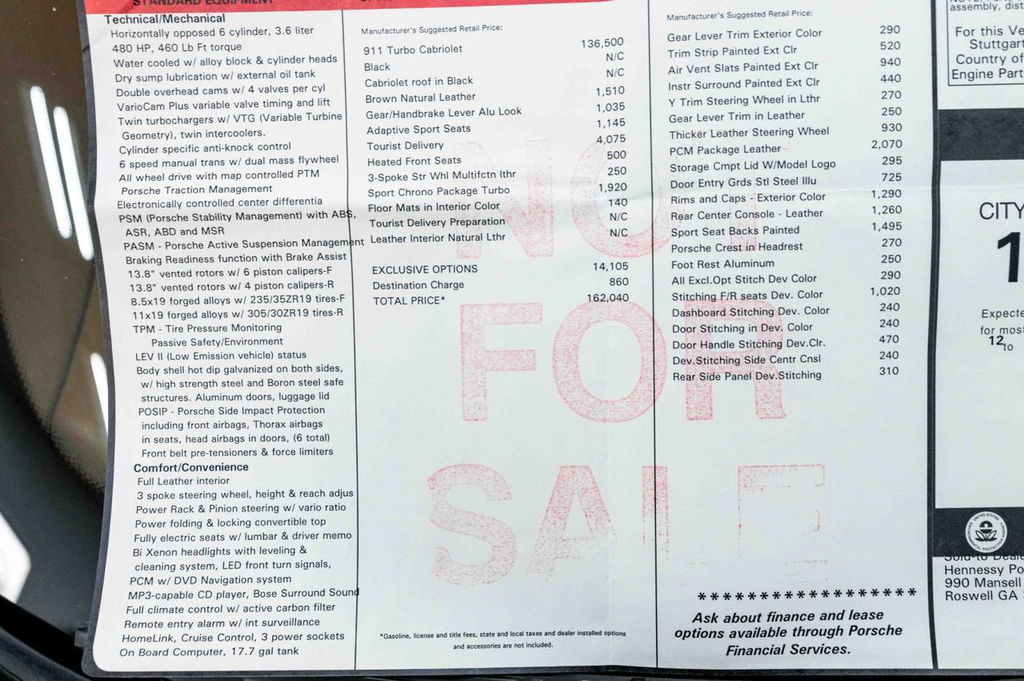 STANDARD EQUIPMENT
Technical/Mechanical
Horizontally opposed 6 cylinder, 3.6 liter
480 HP, 460 Lb Ft torque
Water cooled w/ alloy block & cylinder heads
Dry sump lubrication w/ external oil tank
Double overhead cams w/ 4 valves per cyl
VarioCam Plus variable valve timing and lift
Twin turbochargers w/ VTG (Variable Turbine
Geometry), twin intercoolers.
Cylinder specific anti-knock control
6 speed manual trans w/ dual mass flywheel
All wheel drive with map controlled PTM
Porsche Traction Management
Electronically controlled center differentia
PSM (Porsche Stability Management) with ABS,
ASR, ABD and MSR
PASM - Porsche Active Suspension Management
Braking Readiness function with Brake Assist
13.8" vented rotors w/ 6 piston calipers-F
13.8" vented rotors w/ 4 piston calipers-R
8.5x19 forged alloys w/ 235/35ZR19 tires-F
11x19 forged alloys w/ 305/30ZR19 tires-R
TPM - Tire Pressure Monitoring
Passive Safety/Environment
LEV II (Low Emission vehicle) status
Body shell hot dip galvanized on both sides,
w/ high strength steel and Boron steel safe
structures. Aluminum doors, luggage lid
POSIP - Porsche Side Impact Protection
including front airbags, Thorax airbags
in seats, head airbags in doors, (6 total)
Front belt pre-tensioners & force limiters
Comfort/Convenience
Full Leather interior
3 spoke steering wheel, height & reach adjus
Power Rack & Pinion steering w/ vario ratio
Power folding & locking convertible top
Fully electric seats w/ lumbar & driver memo
Bi Xenon headlights with leveling &
cleaning system, LED front turn signals,
PCM w/ DVD Navigation system
MP3-capable CD player, Bose Surround Sound
Full climate control w/ active carbon filter
Remote entry alarm w/ int surveillance
HomeLink, Cruise Control, 3 power sockets
On Board Computer, 17.7 gal tank
Manufacturer's Suggested Retail Price:
911 Turbo Cabriolet 136,500
Black N/C
Cabriolet roof in Black N/C
Brown Natural Leather 1,510
Gear/Handbrake Lever Alu Look 1,035
Adaptive Sport Seats 1,145
Tourist Delivery 4,075
Heated Front Seats 500
3-Spoke Str Whl Multifctn lthr 250
Sport Chrono Package Turbo 1,920
Floor Mats in Interior Color 140
Tourist Delivery Preparation N/C
Leather Interior Natural Lthr N/C
EXCLUSIVE OPTIONS 14,105
Destination Charge 860
TOTAL PRICE* 162,040
NOT
FOR
SALE
*Gasoline, license and title fees, state and local taxes and dealer installed options
and accessories are not included.
Manufacturer's Suggested Retail Price:
Gear Lever Trim Exterior Color 290
Trim Strip Painted Ext Clr 520
Air Vent Slats Painted Ext Clr 940
Instr Surround Painted Ext Clr 440
Y Trim Steering Wheel in Lthr 270
Gear Lever Trim in Leather 250
Thicker Leather Steering Wheel 930
PCM Package Leather 2,070
Storage Cmpt Lid W/Model Logo 295
Door Entry Grds Stl Steel Illu 725
Rims and Caps - Exterior Color 1,290
Rear Center Console - Leather 1,260
Sport Seat Backs Painted 1,495
Porsche Crest in Headrest 270
Foot Rest Aluminum 250
All Excl.Opt Stitch Dev Color 290
Stitching F/R seats Dev. Color 1,020
Dashboard Stitching Dev. Color 240
Door Stitching in Dev. Color 240
Door Handle Stitching Dev.Clr. 470
Dev.Stitching Side Centr Cnsl 240
Rear Side Panel Dev.Stitching 310
*****************
Ask about finance and lease
options available through Porsche
Financial Services.
assembly, dist
For this Ve
Stuttgart
Country of
Engine Part
CITY
1
Expecte
for most
12 to
Sold to Deale
Hennessy Po
990 Mansell
Roswell GA